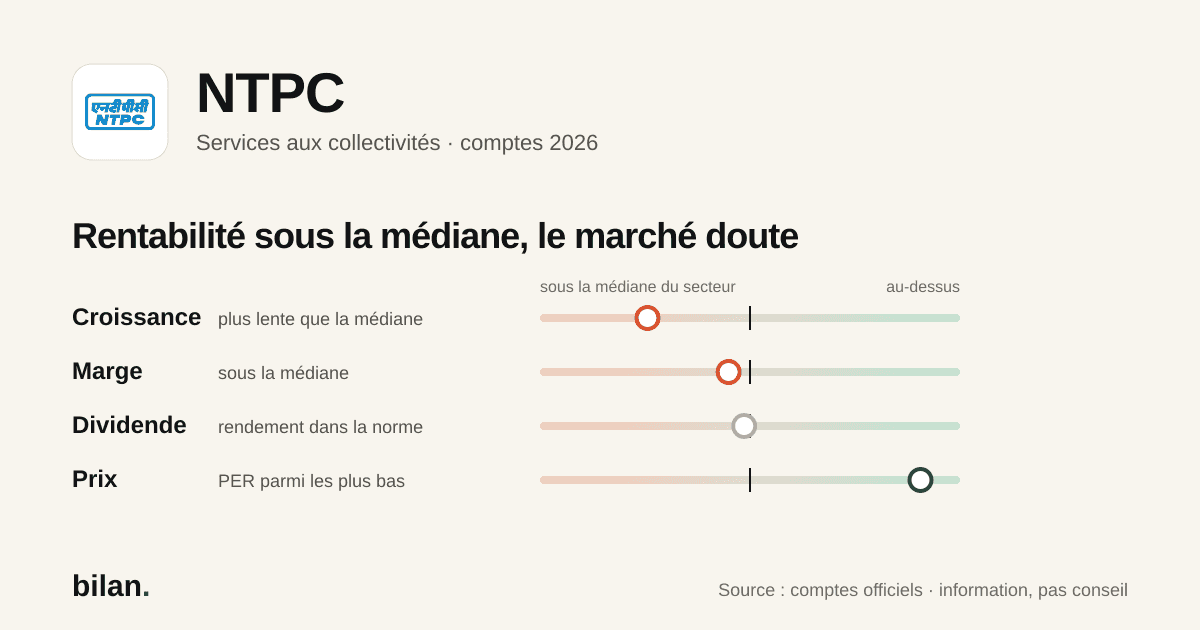 एनटीपीसी
NTPC
NTPC
Services aux collectivités · comptes 2026
Rentabilité sous la médiane, le marché doute
sous la médiane du secteur au-dessus
Croissance plus lente que la médiane
Marge sous la médiane
Dividende rendement dans la norme
Prix PER parmi les plus bas
bilan.
Source : comptes officiels · information, pas conseil